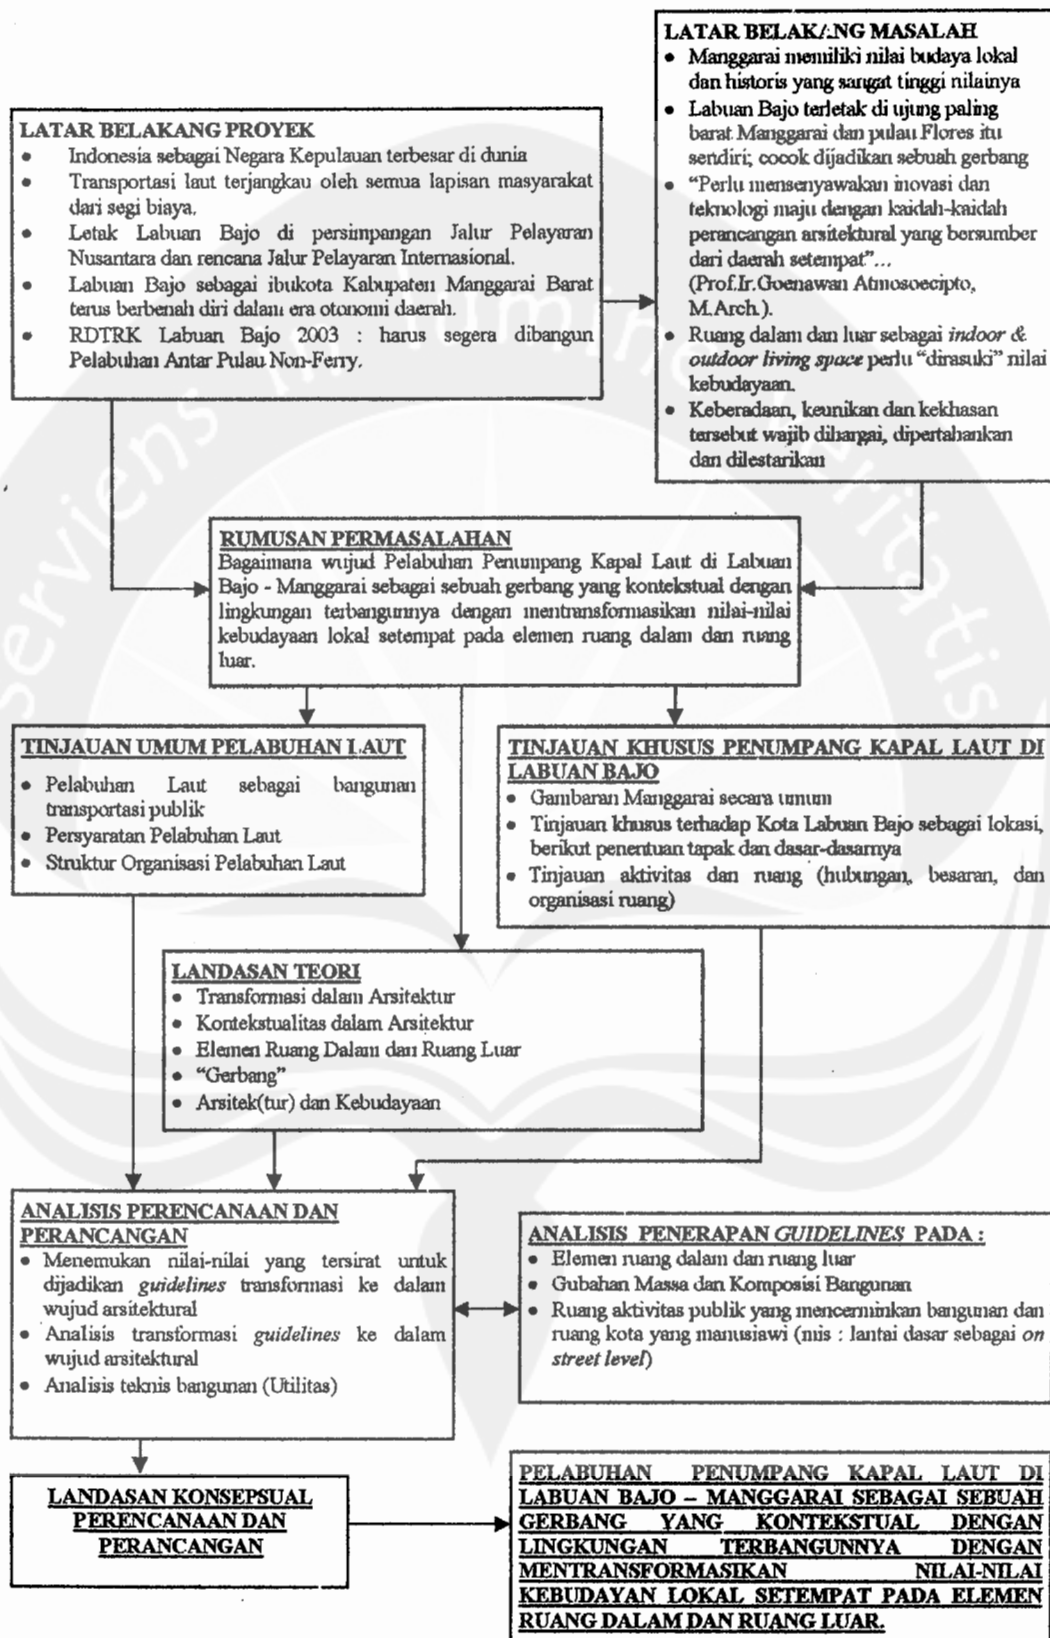 LATAR BELAKANG MASALAH
• Manggarai memiliki nilai budaya lokal
dan historis yang sangat tinggi nilainya
• Labuan Bajo terletak di ujung paling
barat Manggarai dan pulau Flores itu
sendiri; cocok dijadikan sebuah gerbang
• “Perlu mensenyawakan inovasi dan
teknologi maju dengan kaidah-kaidah
perancangan arsitektural yang bersumber
dari daerah setempat”...
(Prof.Ir.Goenawan Atmosoecipto,
M.Arch.).
• Ruang dalam dan luar sebagai indoor &
outdoor living space perlu “dirasuki” nilai
kebudayaan.
• Keberadaan, keunikan dan kekhasan
tersebut wajib dihargai, dipertahankan
dan dilestarikan
LATAR BELAKANG PROYEK
• Indonesia sebagai Negara Kepulauan terbesar di dunia
• Transportasi laut terjangkau oleh semua lapisan masyarakat
dari segi biaya.
• Letak Labuan Bajo di persimpangan Jalur Pelayaran
Nusantara dan rencana Jalur Pelayaran Internasional.
• Labuan Bajo sebagai ibukota Kabupaten Manggarai Barat
terus berbenah diri dalam era otonomi daerah.
• RDTRK Labuan Bajo 2003 : harus segera dibangun
Pelabuhan Antar Pulau Non-Ferry.
RUMUSAN PERMASALAHAN
Bagaimana wujud Pelabuhan Penumpang Kapal Laut di Labuan
Bajo - Manggarai sebagai sebuah gerbang yang kontekstual dengan
lingkungan terbangunnya dengan mentransformasikan nilai-nilai
kebudayaan lokal setempat pada elemen ruang dalam dan ruang
luar.
TINJAUAN UMUM PELABUHAN LAUT
• Pelabuhan Laut sebagai bangunan
transportasi publik
• Persyaratan Pelabuhan Laut
• Struktur Organisasi Pelabuhan Laut
TINJAUAN KHUSUS PENUMPANG KAPAL LAUT DI
LABUAN BAJO
• Gambaran Manggarai secara umum
• Tinjauan khusus terhadap Kota Labuan Bajo sebagai lokasi,
berikut penentuan tapak dan dasar-dasarnya
• Tinjauan aktivitas dan ruang (hubungan, besaran, dan
organisasi ruang)
LANDASAN TEORI
• Transformasi dalam Arsitektur
• Kontekstualitas dalam Arsitektur
• Elemen Ruang Dalam dan Ruang Luar
• “Gerbang”
• Arsitek(tur) dan Kebudayaan
ANALISIS PERENCANAAN DAN
PERANCANGAN
• Menemukan nilai-nilai yang tersirat untuk
dijadikan guidelines transformasi ke dalam
wujud arsitektural
• Analisis transformasi guidelines ke dalam
wujud arsitektural
• Analisis teknis bangunan (Utilitas)
ANALISIS PENERAPAN GUIDELINES PADA :
• Elemen ruang dalam dan ruang luar
• Gubahan Massa dan Komposisi Bangunan
• Ruang aktivitas publik yang mencerminkan bangunan dan
ruang kota yang manusiawi (mis : lantai dasar sebagai on
street level)
LANDASAN KONSEPSUAL
PERENCANAAN DAN
PERANCANGAN
PELABUHAN PENUMPANG KAPAL LAUT DI
LABUAN BAJO – MANGGARAI SEBAGAI SEBUAH
GERBANG YANG KONTEKSTUAL DENGAN
LINGKUNGAN TERBANGUNNYA DENGAN
MENTRANSFORMASIKAN NILAI-NILAI
KEBUDAYAN LOKAL SETEMPAT PADA ELEMEN
RUANG DALAM DAN RUANG LUAR.
serviens in lumine veritatis